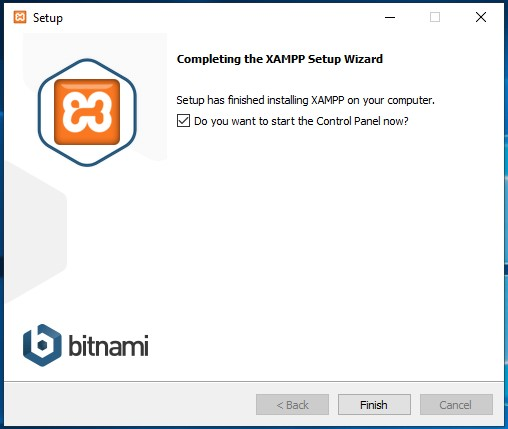 Setup
Completing the XAMPP Setup Wizard
Setup has finished installing XAMPP on your computer.
Do you want to start the Control Panel now?
bitnami
< Back
Finish
Cancel